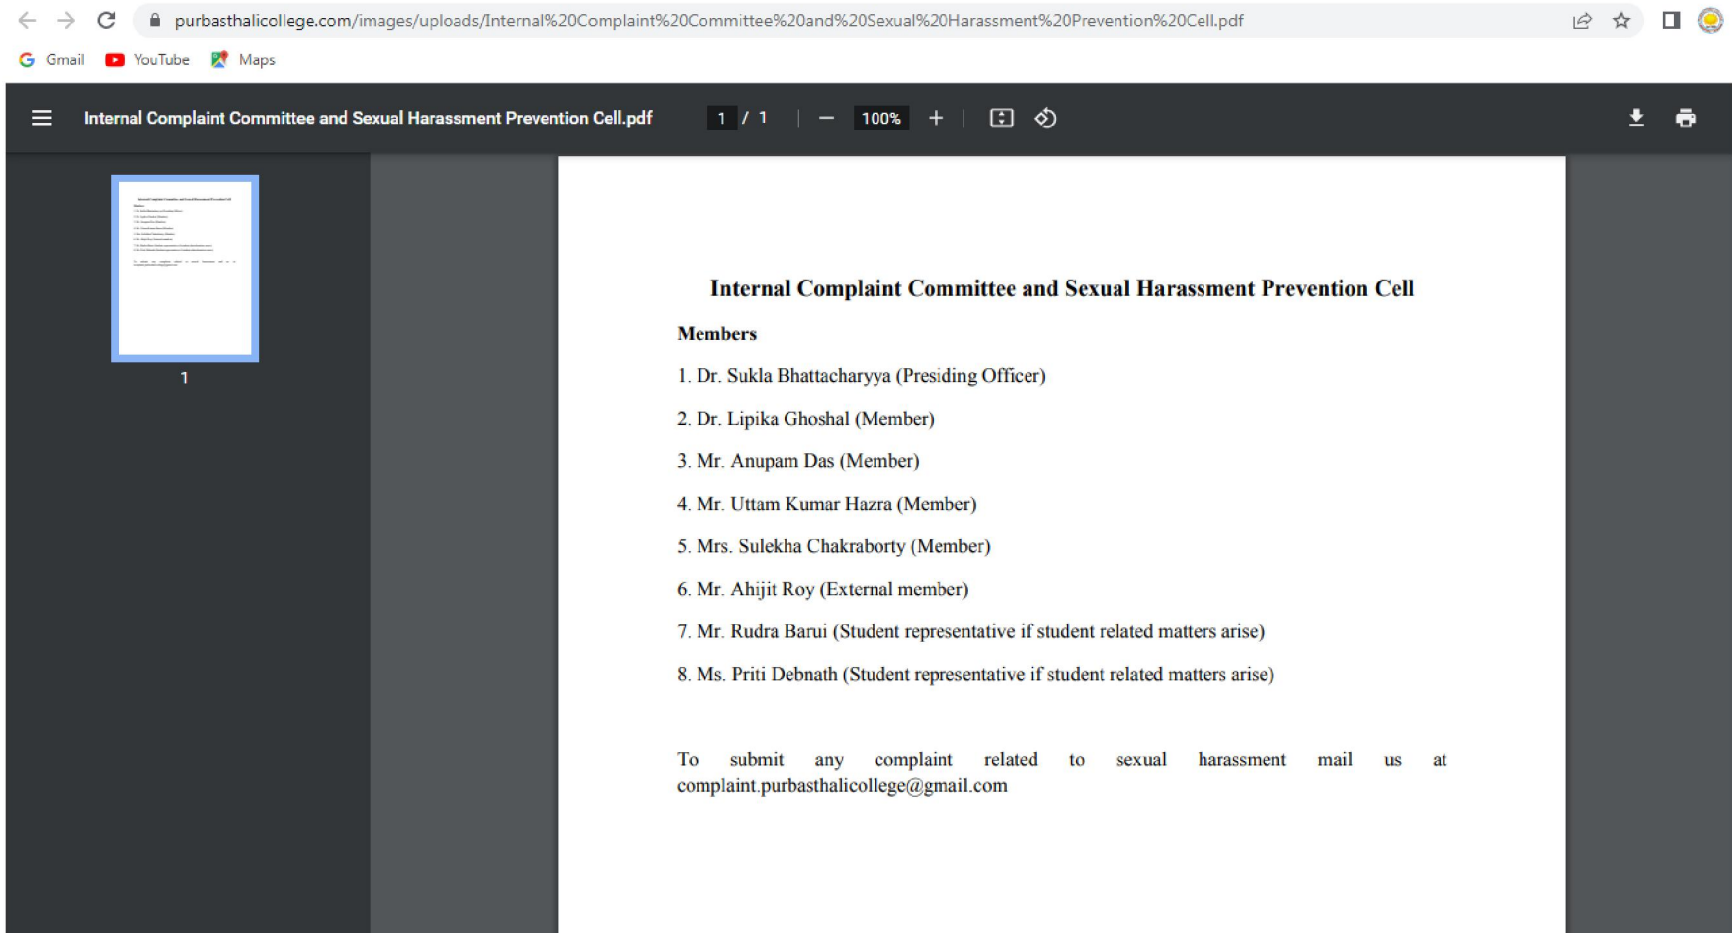 purbasthalicollege.com/images/uploads/Internal%20Complaint%20Committee%20and%20Sexual%20Harassment%20Prevention%20Cell.pdf
Gmail YouTube Maps
Internal Complaint Committee and Sexual Harassment Prevention Cell.pdf 1 / 1 100%
1
Internal Complaint Committee and Sexual Harassment Prevention Cell
Members
1. Dr. Sukla Bhattacharyya (Presiding Officer)
2. Dr. Lipika Ghoshal (Member)
3. Mr. Anupam Das (Member)
4. Mr. Uttam Kumar Hazra (Member)
5. Mrs. Sulekha Chakraborty (Member)
6. Mr. Ahijit Roy (External member)
7. Mr. Rudra Barui (Student representative if student related matters arise)
8. Ms. Priti Debnath (Student representative if student related matters arise)
To submit any complaint related to sexual harassment mail us at
complaint.purbasthalicollege@gmail.com